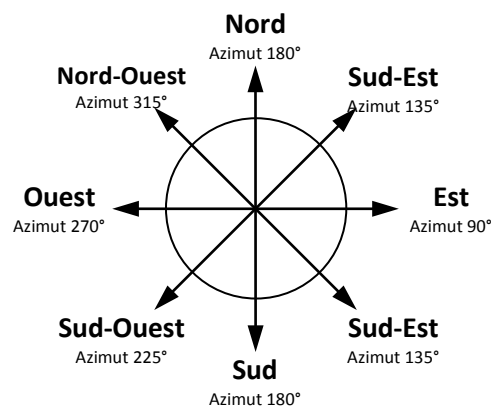 Nord
Azimut 180°
Nord-Ouest
Azimut 315°
Sud-Est
Azimut 135°
Ouest
Azimut 270°
Est
Azimut 90°
Sud-Ouest
Azimut 225°
Sud-Est
Azimut 135°
Sud
Azimut 180°